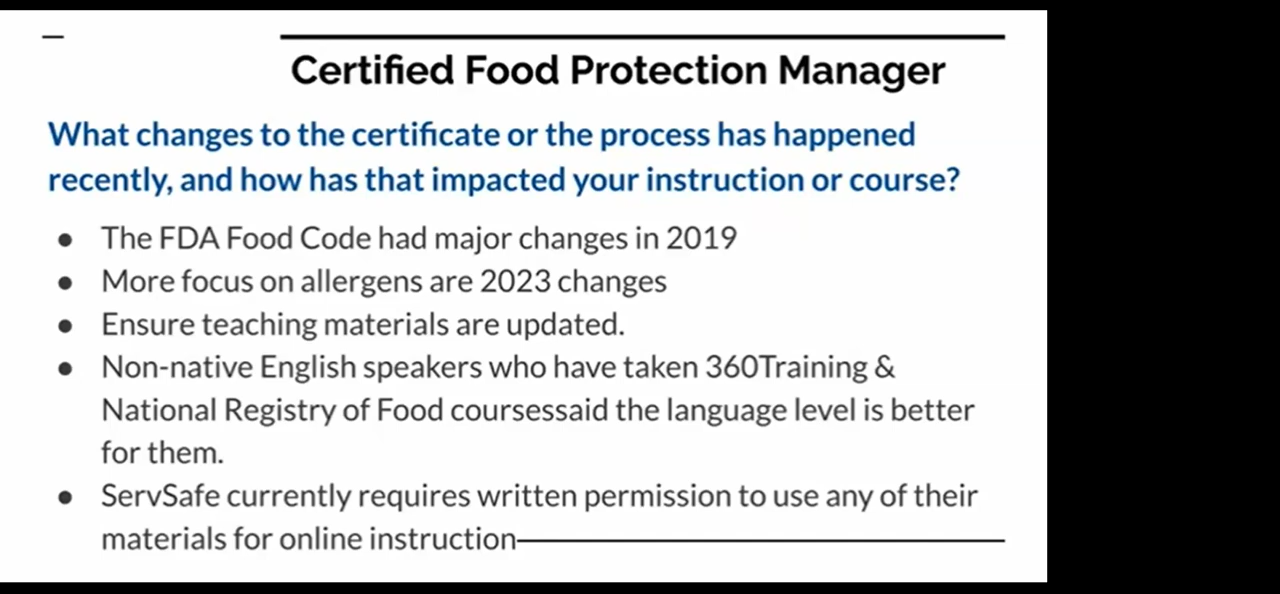 Certified Food Protection Manager
What changes to the certificate or the process has happened
recently, and how has that impacted your instruction or course?
● The FDA Food Code had major changes in 2019
● More focus on allergens are 2023 changes
● Ensure teaching materials are updated.
● Non-native English speakers who have taken 360Training &
National Registry of Food coursessaid the language level is better
for them.
● ServSafe currently requires written permission to use any of their
materials for online instruction